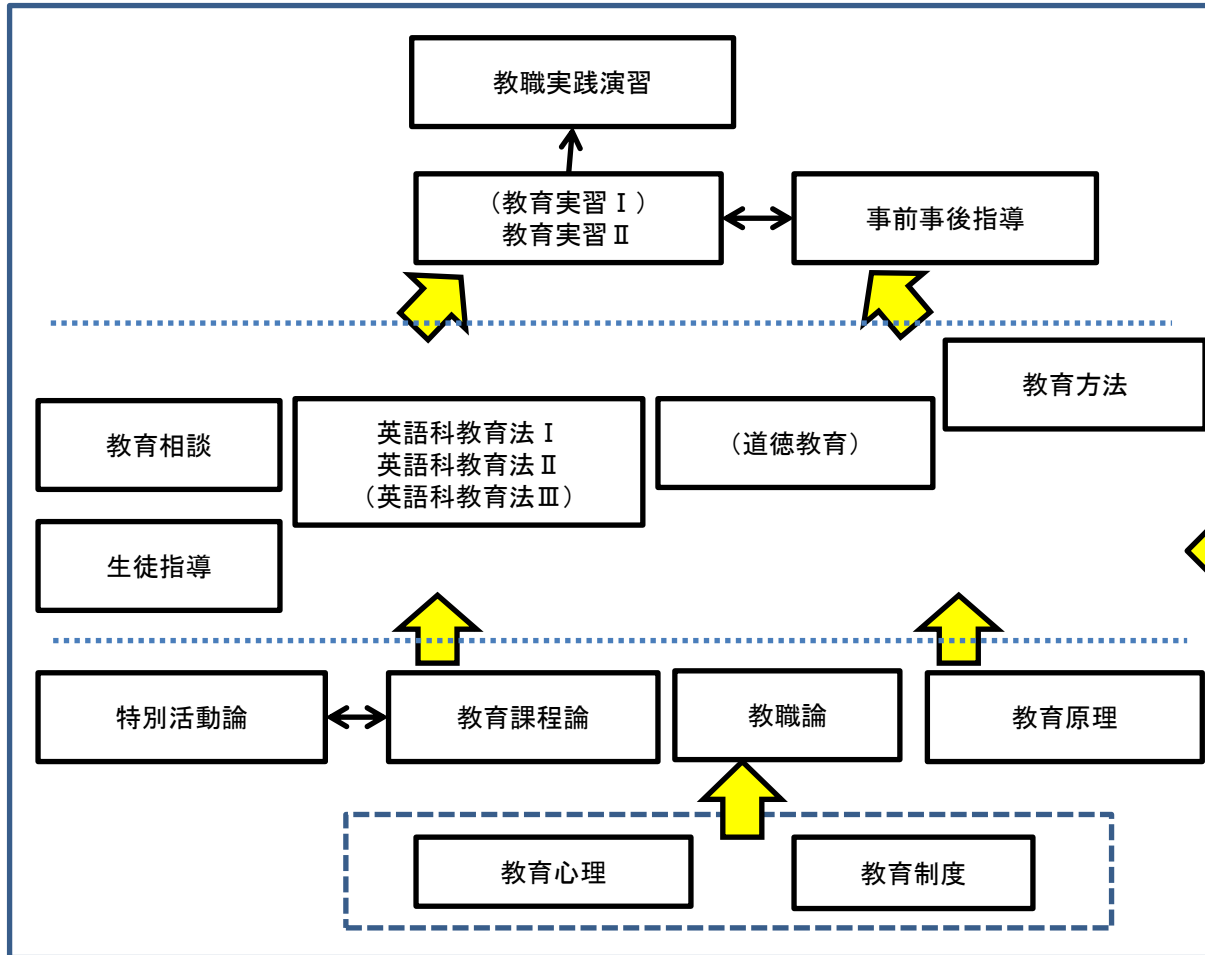 教職実践演習
（教育実習Ⅰ）
教育実習Ⅱ
事前事後指導
教育方法
教育相談
英語科教育法Ⅰ
英語科教育法Ⅱ
（英語科教育法Ⅲ）
（道徳教育）
生徒指導
特別活動論
教育課程論
教職論
教育原理
教育心理
教育制度